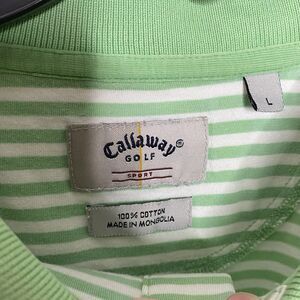 L
Callaway
GOLF
SPORT
100% COTTON
MADE IN MONGOLIA